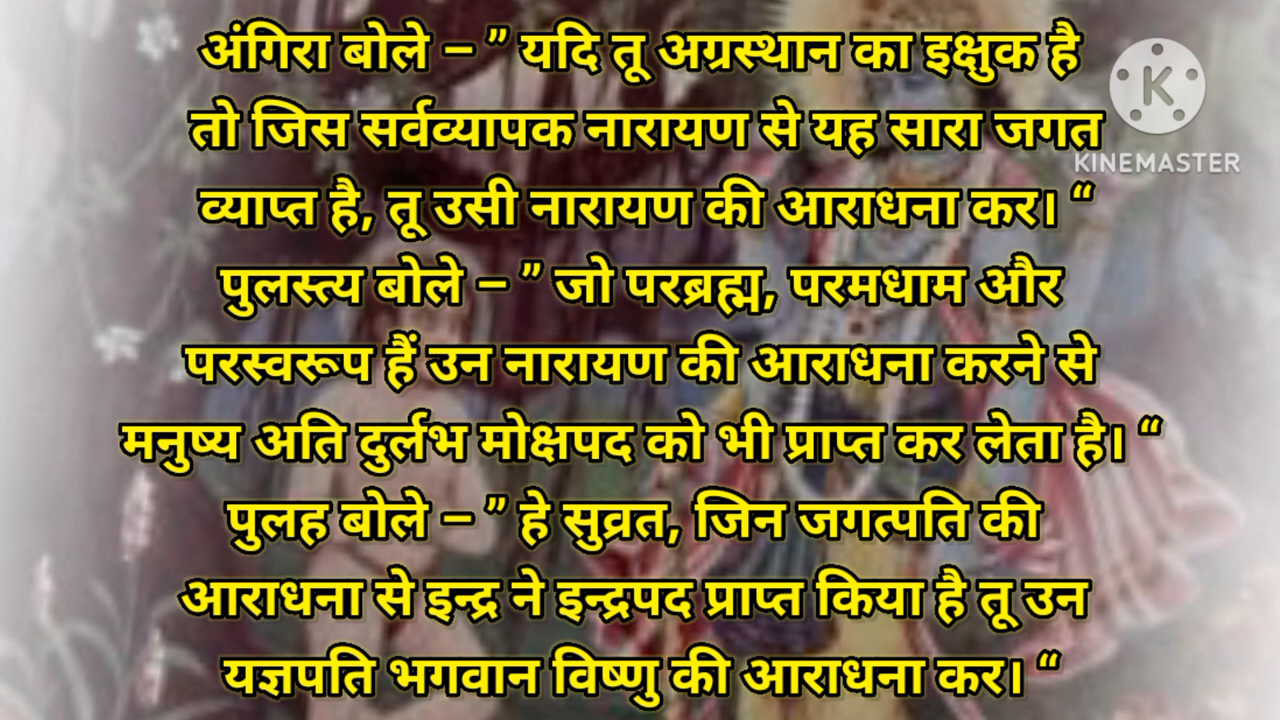 अंगिरा बोले – ” यदि तू अग्रस्थान का इक्षुक है
तो जिस सर्वव्यापक नारायण से यह सारा जगत
व्याप्त है, तू उसी नारायण की आराधना कर। “
पुलस्त्य बोले – ” जो परब्रह्म, परमधाम और
परस्वरूप हैं उन नारायण की आराधना करने से
मनुष्य अति दुर्लभ मोक्षपद को भी प्राप्त कर लेता है। “
पुलह बोले – ” हे सुव्रत, जिन जगत्पति की
आराधना से इन्द्र ने इन्द्रपद प्राप्त किया है तू उन
यज्ञपति भगवान विष्णु की आराधना कर। “
K
KINEMASTER